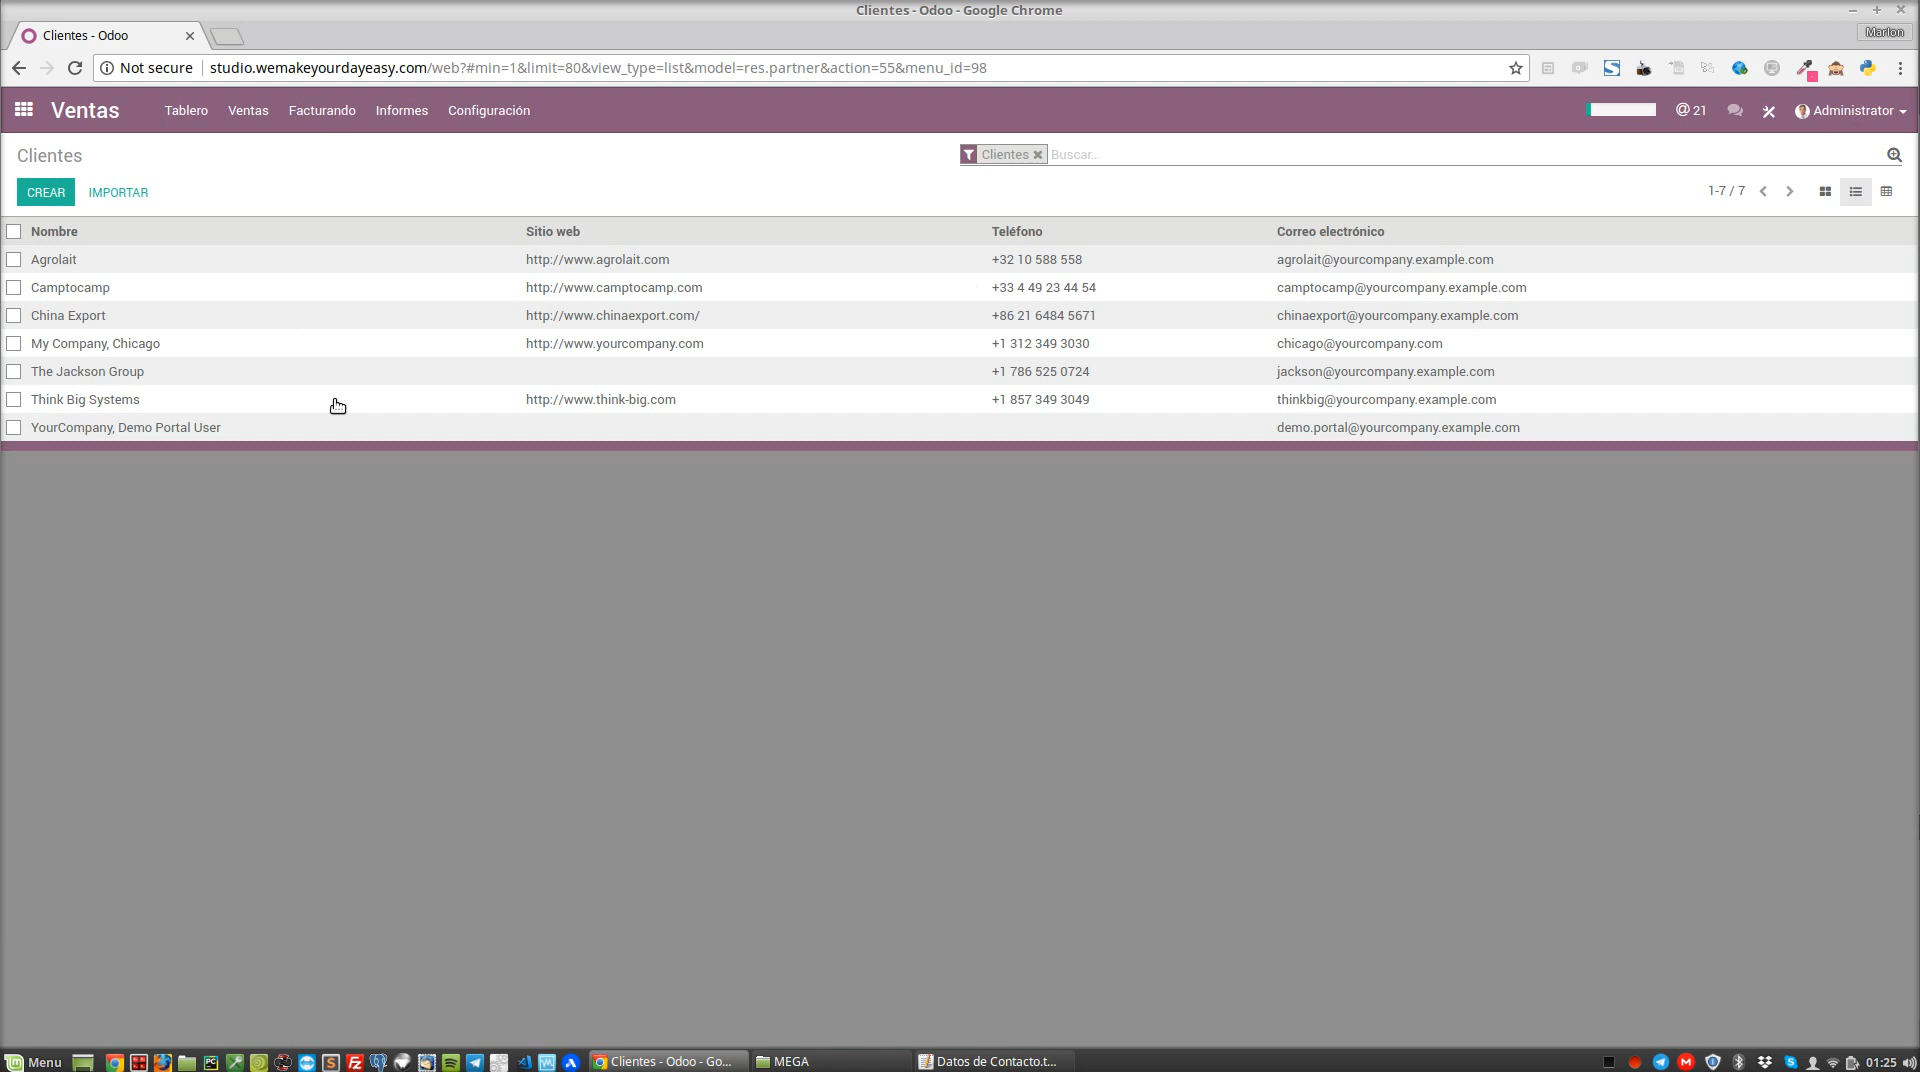 Clientes - Odoo - Google Chrome
Clientes - Odoo
Marlon
Not secure studio.wemakeyourdayeasy.com/web?#min=1&limit=80&view_type=list&model=res.partner&action=55&menu_id=98
Ventas Tablero Ventas Facturando Informes Configuración @ 21 Administrator
Clientes Clientes Buscar...
CREAR IMPORTAR 1-7 / 7
Nombre Sitio web Teléfono Correo electrónico
Agrolait http://www.agrolait.com +32 10 588 558 agrolait@yourcompany.example.com
Camptocamp http://www.camptocamp.com +33 4 49 23 44 54 camptocamp@yourcompany.example.com
China Export http://www.chinaexport.com/ +86 21 6484 5671 chinaexport@yourcompany.example.com
My Company, Chicago http://www.yourcompany.com +1 312 349 3030 chicago@yourcompany.com
The Jackson Group +1 786 525 0724 jackson@yourcompany.example.com
Think Big Systems http://www.think-big.com +1 857 349 3049 thinkbig@yourcompany.example.com
YourCompany, Demo Portal User demo.portal@yourcompany.example.com
Menu Clientes - Odoo - Go... MEGA Datos de Contacto.t... 01:25